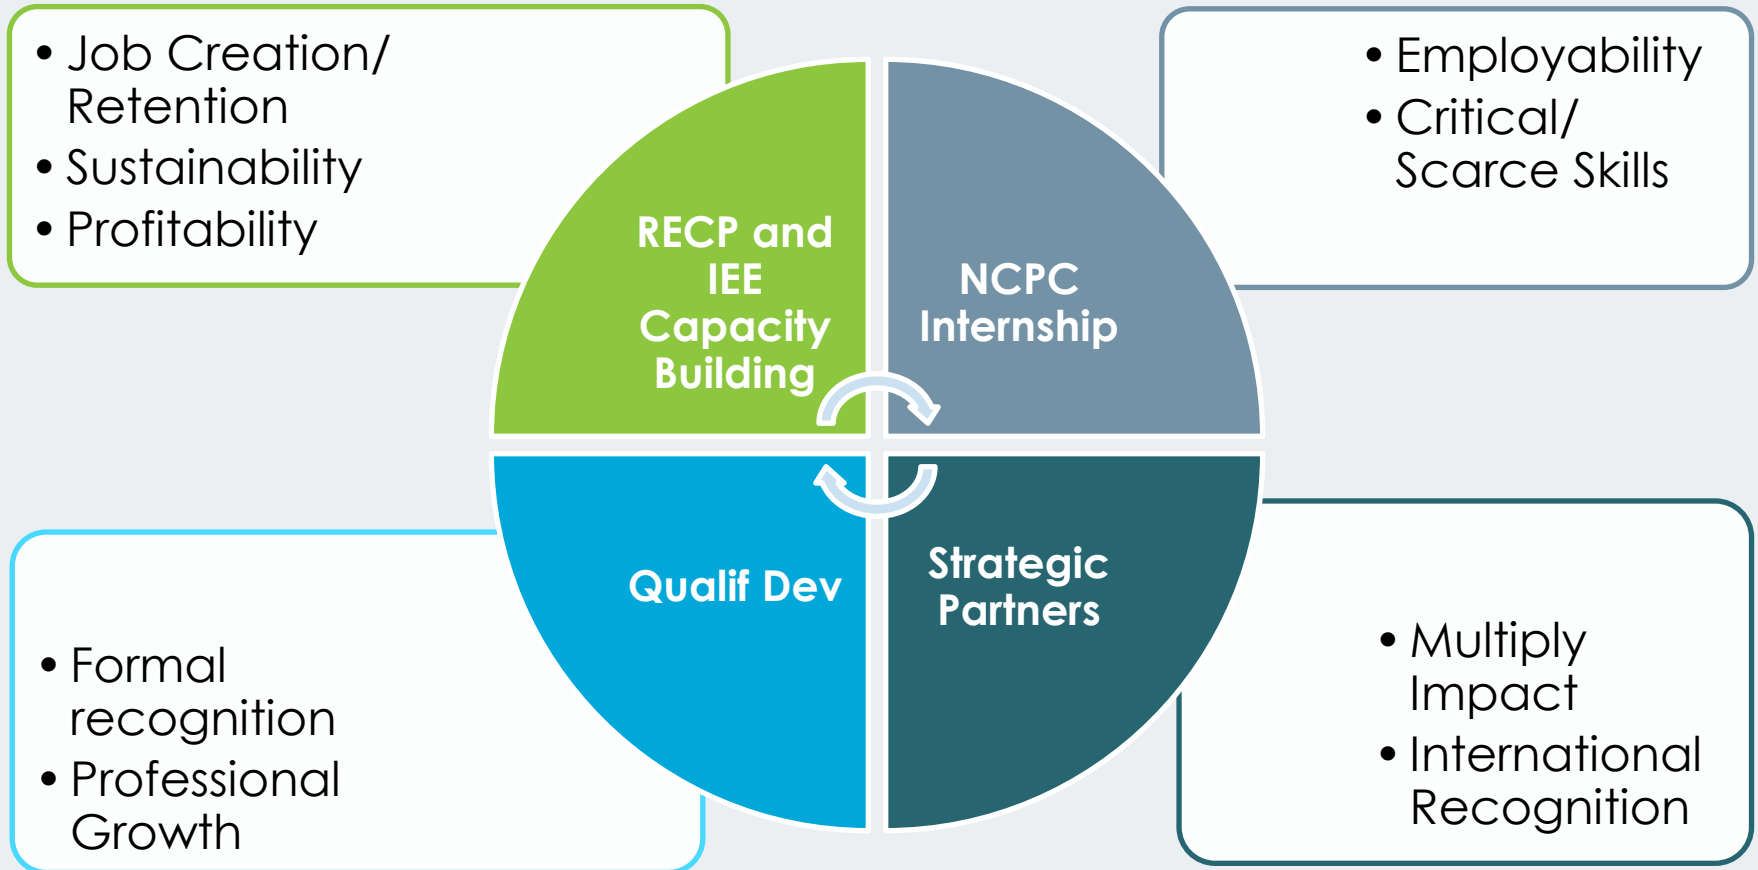 • Job Creation/
Retention
• Sustainability
• Profitability
• Employability
• Critical/
Scarce Skills
RECP and
IEE
Capacity
Building
NCPC
Internship
Qualif Dev
Strategic
Partners
• Formal
recognition
• Professional
Growth
• Multiply
Impact
• International
Recognition